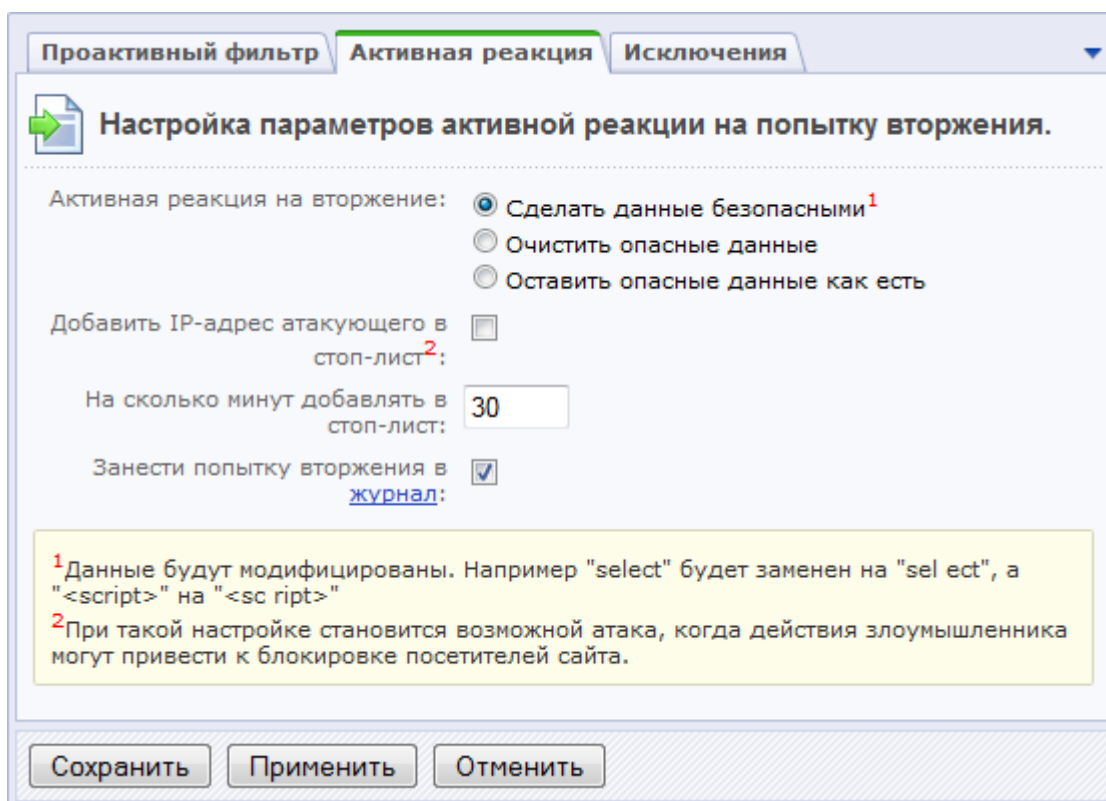 Проактивный фильтр
Активная реакция
Исключения
Настройка параметров активной реакции на попытку вторжения.
Активная реакция на вторжение:
Сделать данные безопасными1
Очистить опасные данные
Оставить опасные данные как есть
Добавить IP-адрес атакующего в
стоп-лист2:
На сколько минут добавлять в
стоп-лист:
30
Занести попытку вторжения в
журнал:
1Данные будут модифицированы. Например "select" будет заменен на "sel ect", а
"<script>" на "<sc ript>"
2При такой настройке становится возможной атака, когда действия злоумышленника
могут привести к блокировке посетителей сайта.
Сохранить
Применить
Отменить